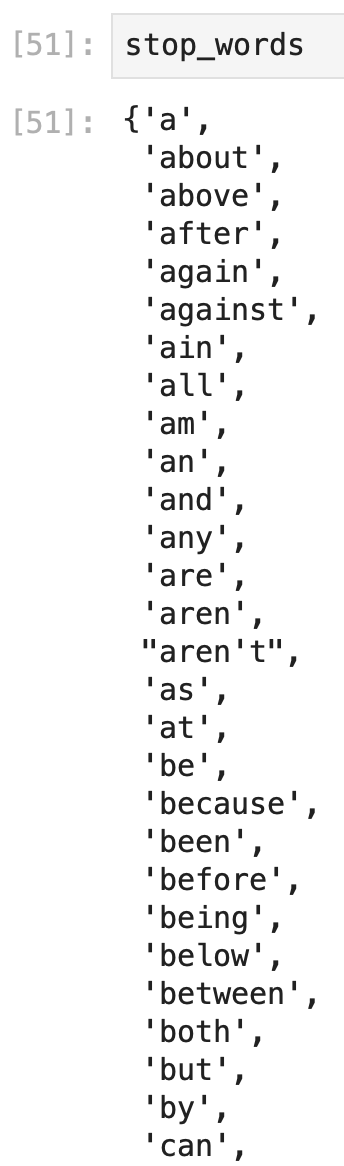 [51]: stop_words
[51]: {'a',
'about',
'above',
'after',
'again',
'against',
'ain',
'all',
'am',
'an',
'and',
'any',
'are',
'aren',
"aren't",
'as',
'at',
'be',
'because',
'been',
'before',
'being',
'below',
'between',
'both',
'but',
'by',
'can',